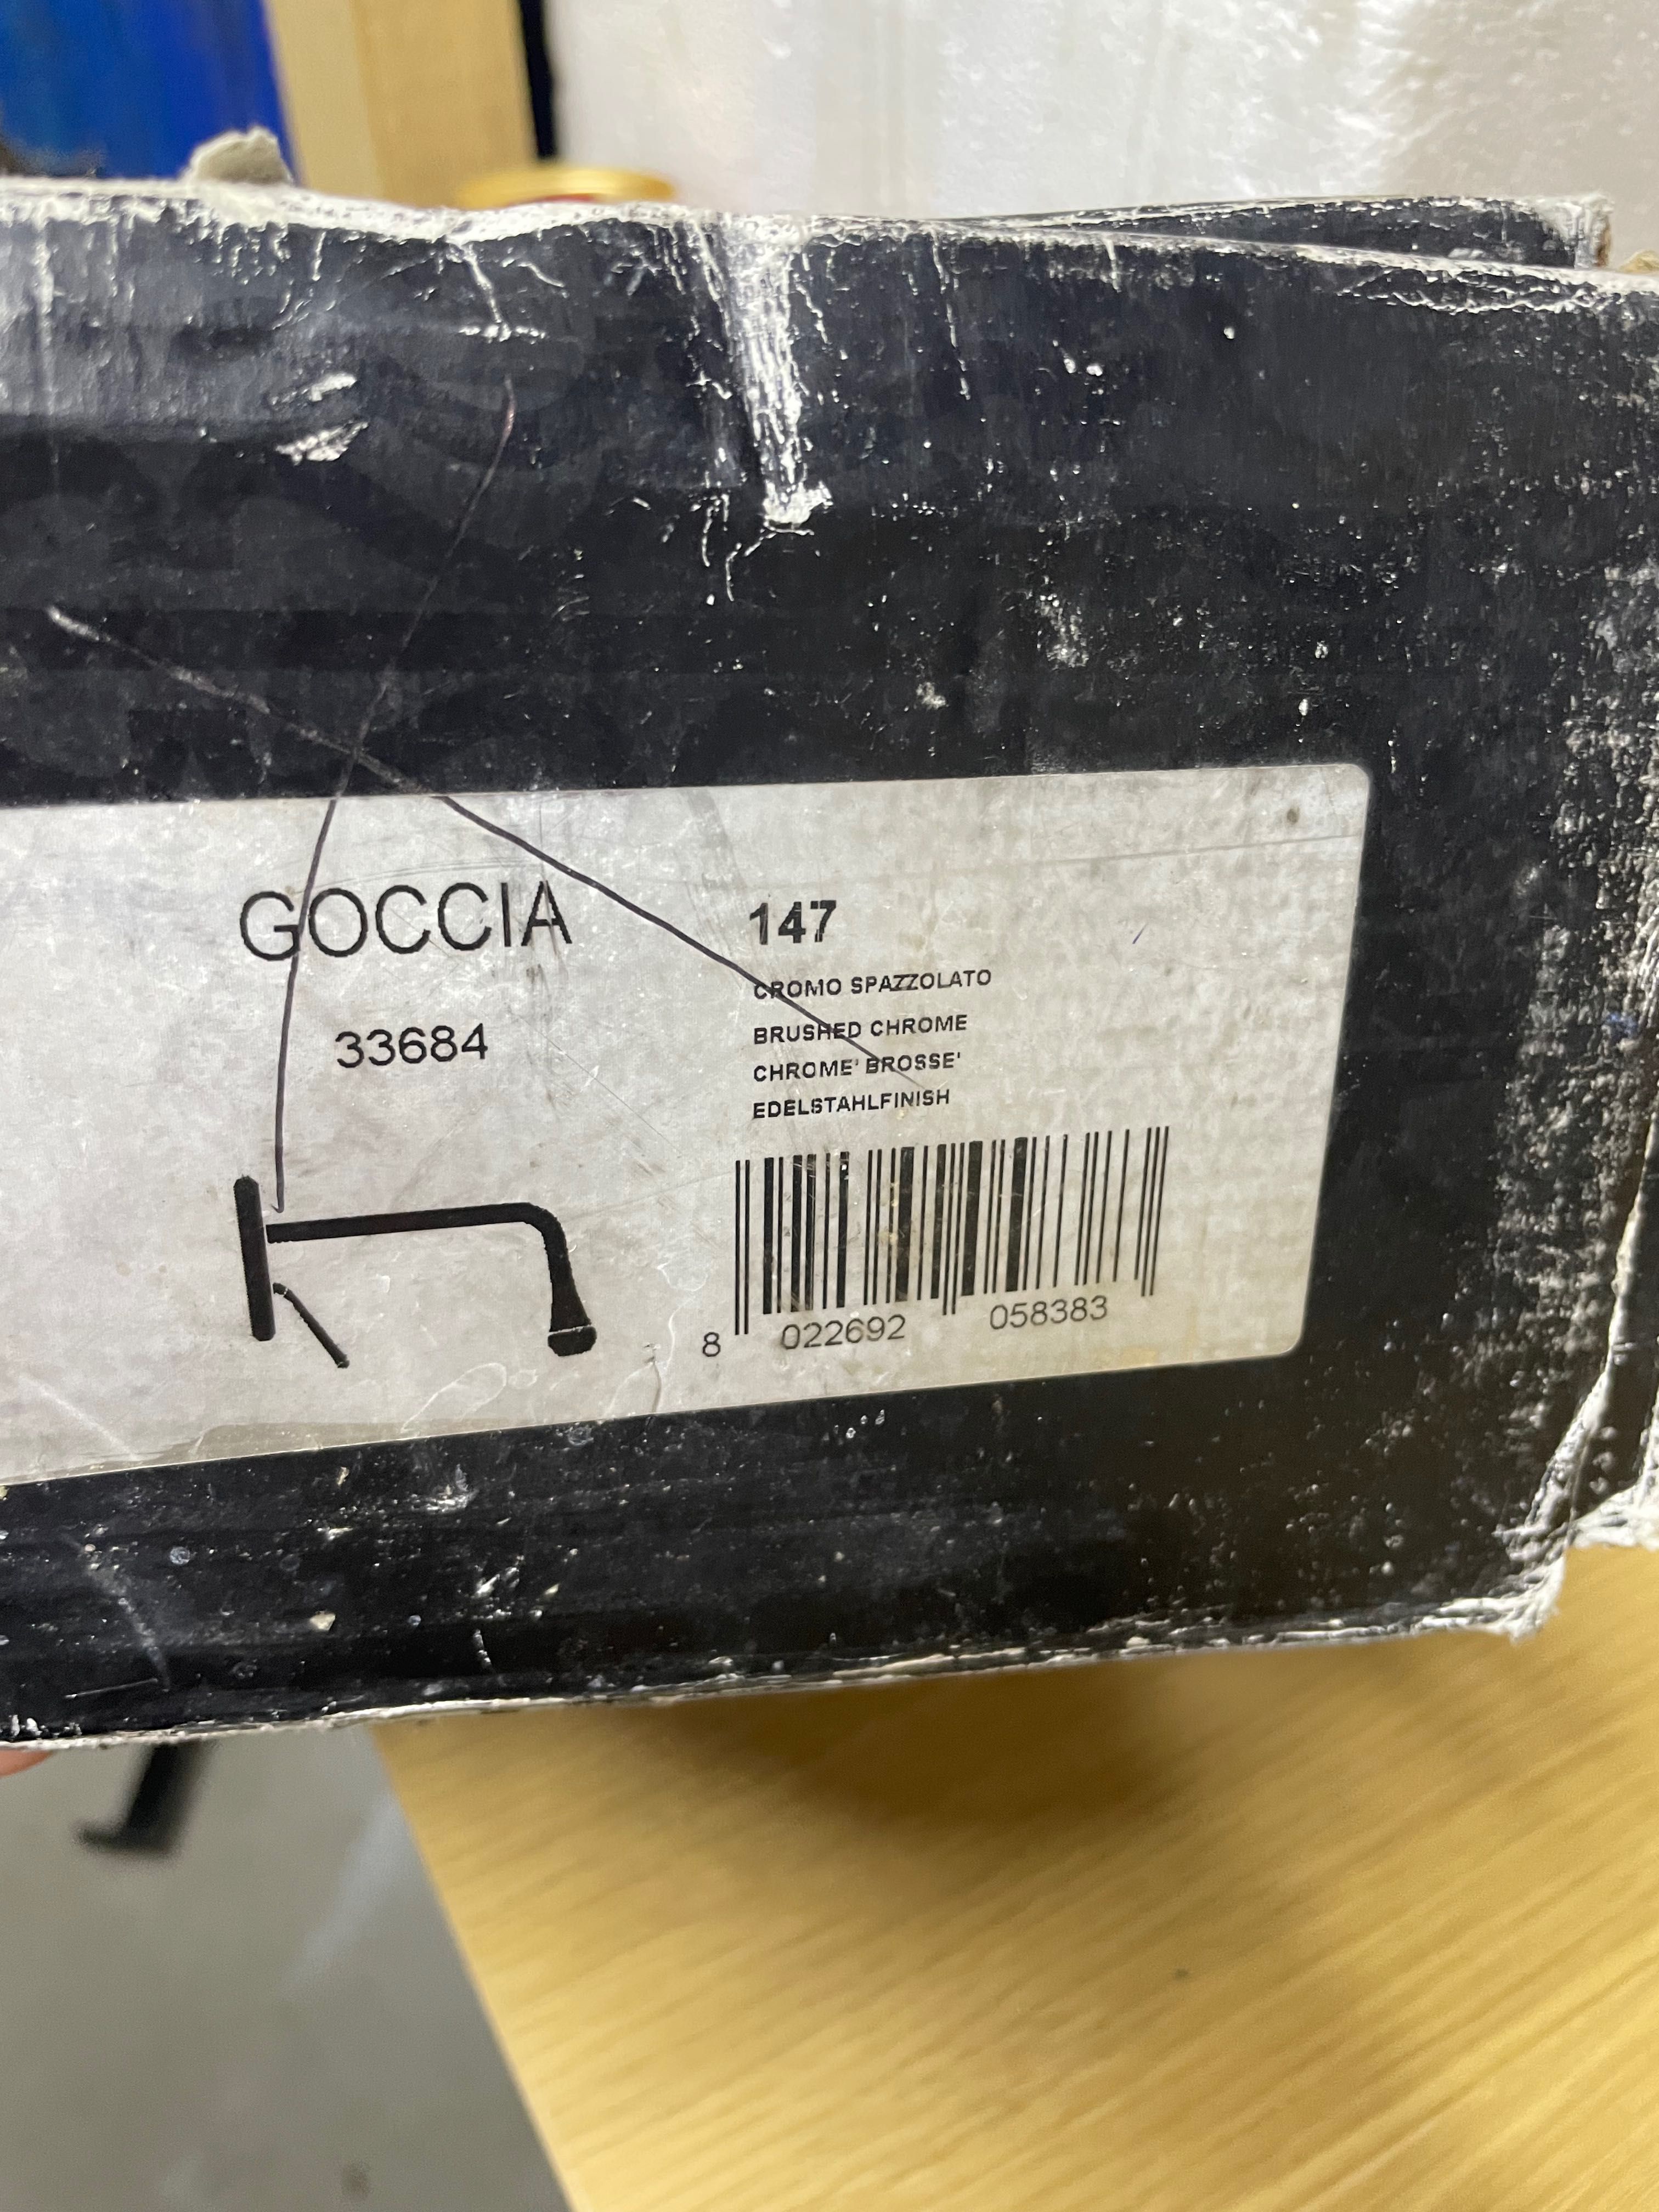 GOCCIA
33684
147
CROMO SPAZZOLATO
BRUSHED CHROME
CHROME' BROSSE'
EDELSTAHLFINISH
8 022692 058383